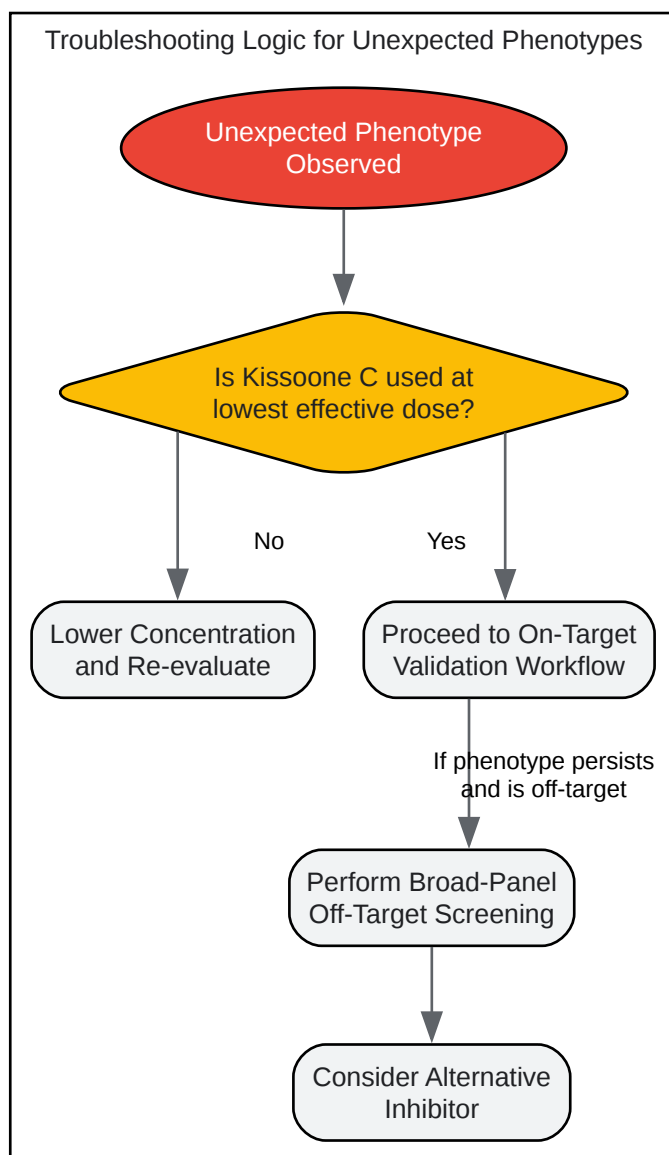 Troubleshooting Logic for Unexpected Phenotypes
Unexpected Phenotype
Observed
Is Kissoone C used at
lowest effective dose?
No
Yes
Lower Concentration
and Re-evaluate
Proceed to On-Target
Validation Workflow
If phenotype persists
and is off-target
Perform Broad-Panel
Off-Target Screening
Consider Alternative
Inhibitor